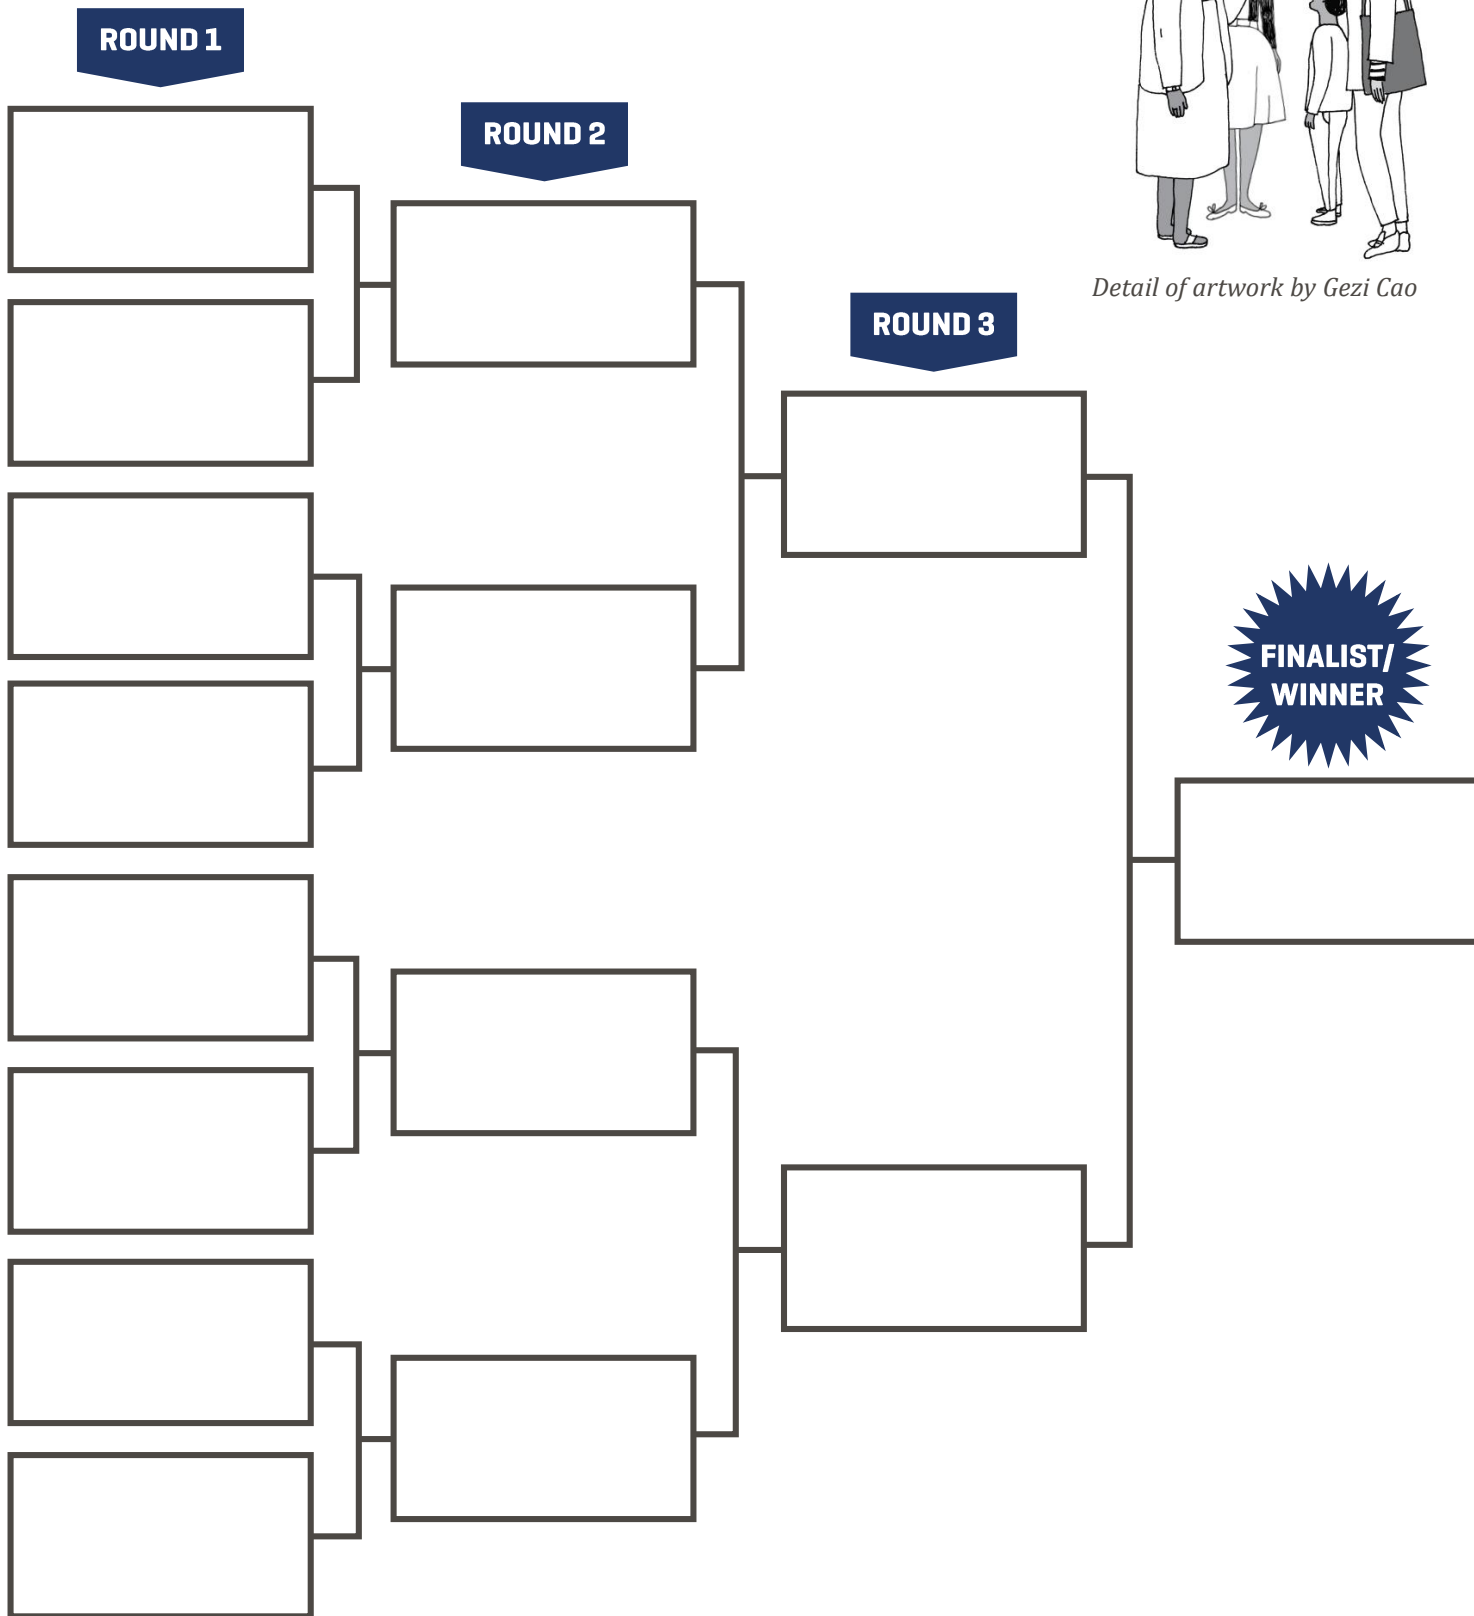 ROUND 1
ROUND 2
Detail of artwork by Gezi Cao
ROUND 3
FINALIST/
WINNER